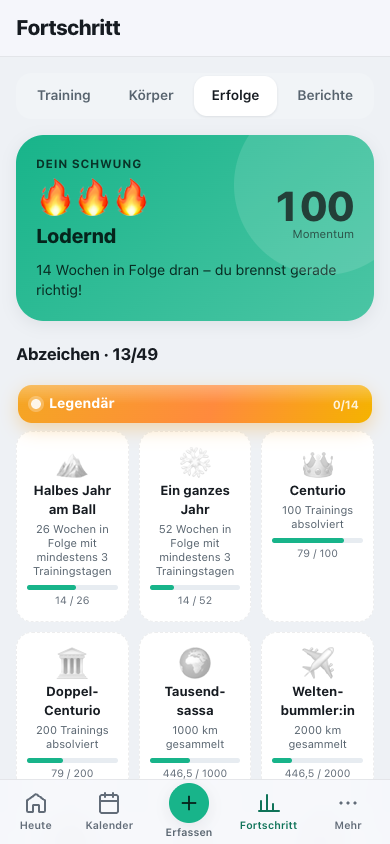 Fortschritt
Training
Körper
Erfolge
Berichte
DEIN SCHWUNG
Lodernd
100
Momentum
14 Wochen in Folge dran – du brennst gerade
richtig!
Abzeichen · 13/49
Legendär
0/14
Halbes Jahr
am Ball
26 Wochen in
Folge mit
mindestens 3
Trainingstagen
14 / 26
Ein ganzes
Jahr
52 Wochen in
Folge mit
mindestens 3
Trainingstagen
14 / 52
Centurio
100 Trainings
absolviert
79 / 100
Doppel-
Centurio
200 Trainings
absolviert
79 / 200
Tausend-
sassa
1000 km
gesammelt
446,5 / 1000
Welten-
bummler:in
2000 km
gesammelt
446,5 / 2000
Heute
Kalender
Erfassen
Fortschritt
Mehr